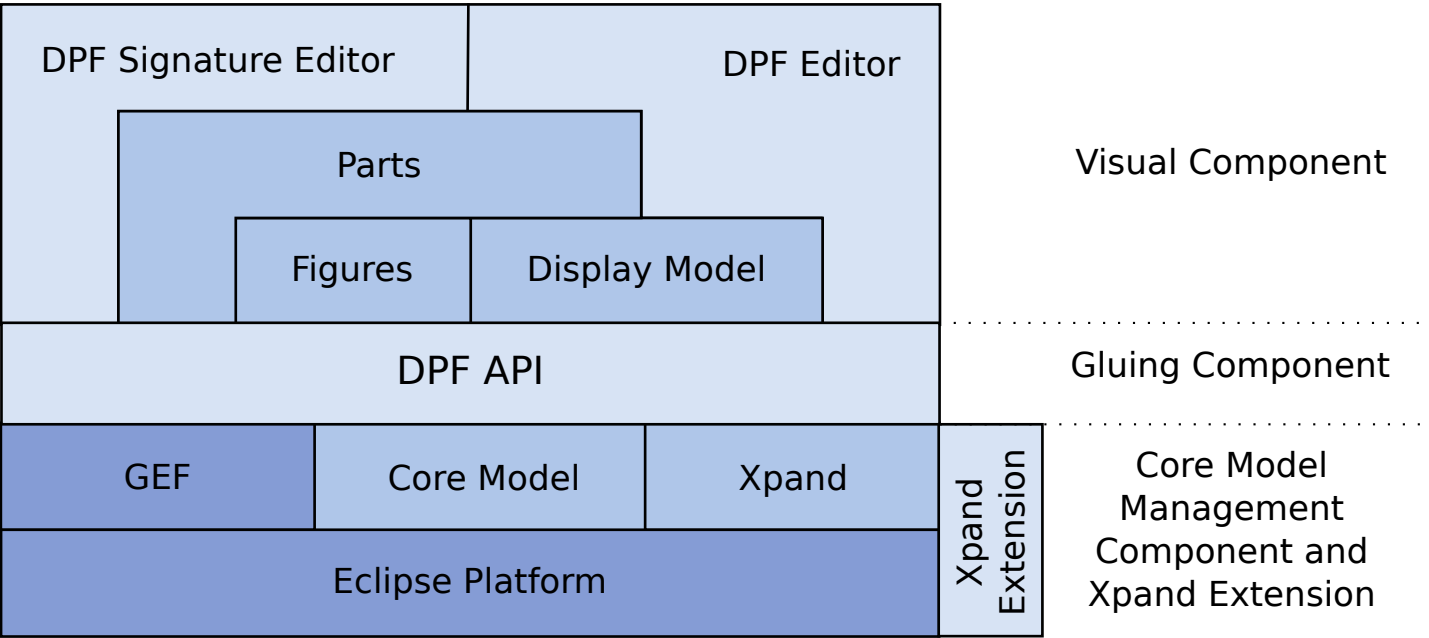 DPF Signature Editor
DPF Editor
Parts
Visual Component
Figures
Display Model
DPF API
Gluing Component
GEF
Core Model
Xpand
Xpand
Extension
Core Model
Management
Component and
Xpand Extension
Eclipse Platform